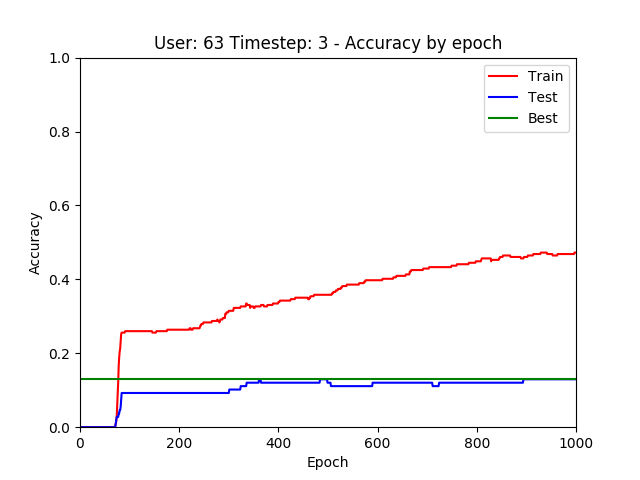 User: 63 Timestep: 3 - Accuracy by epoch
1.0
0.8
0.6
0.4
0.2
0.0
Accuracy
Train
Test
Best
0 200 400 600 800 1000
Epoch